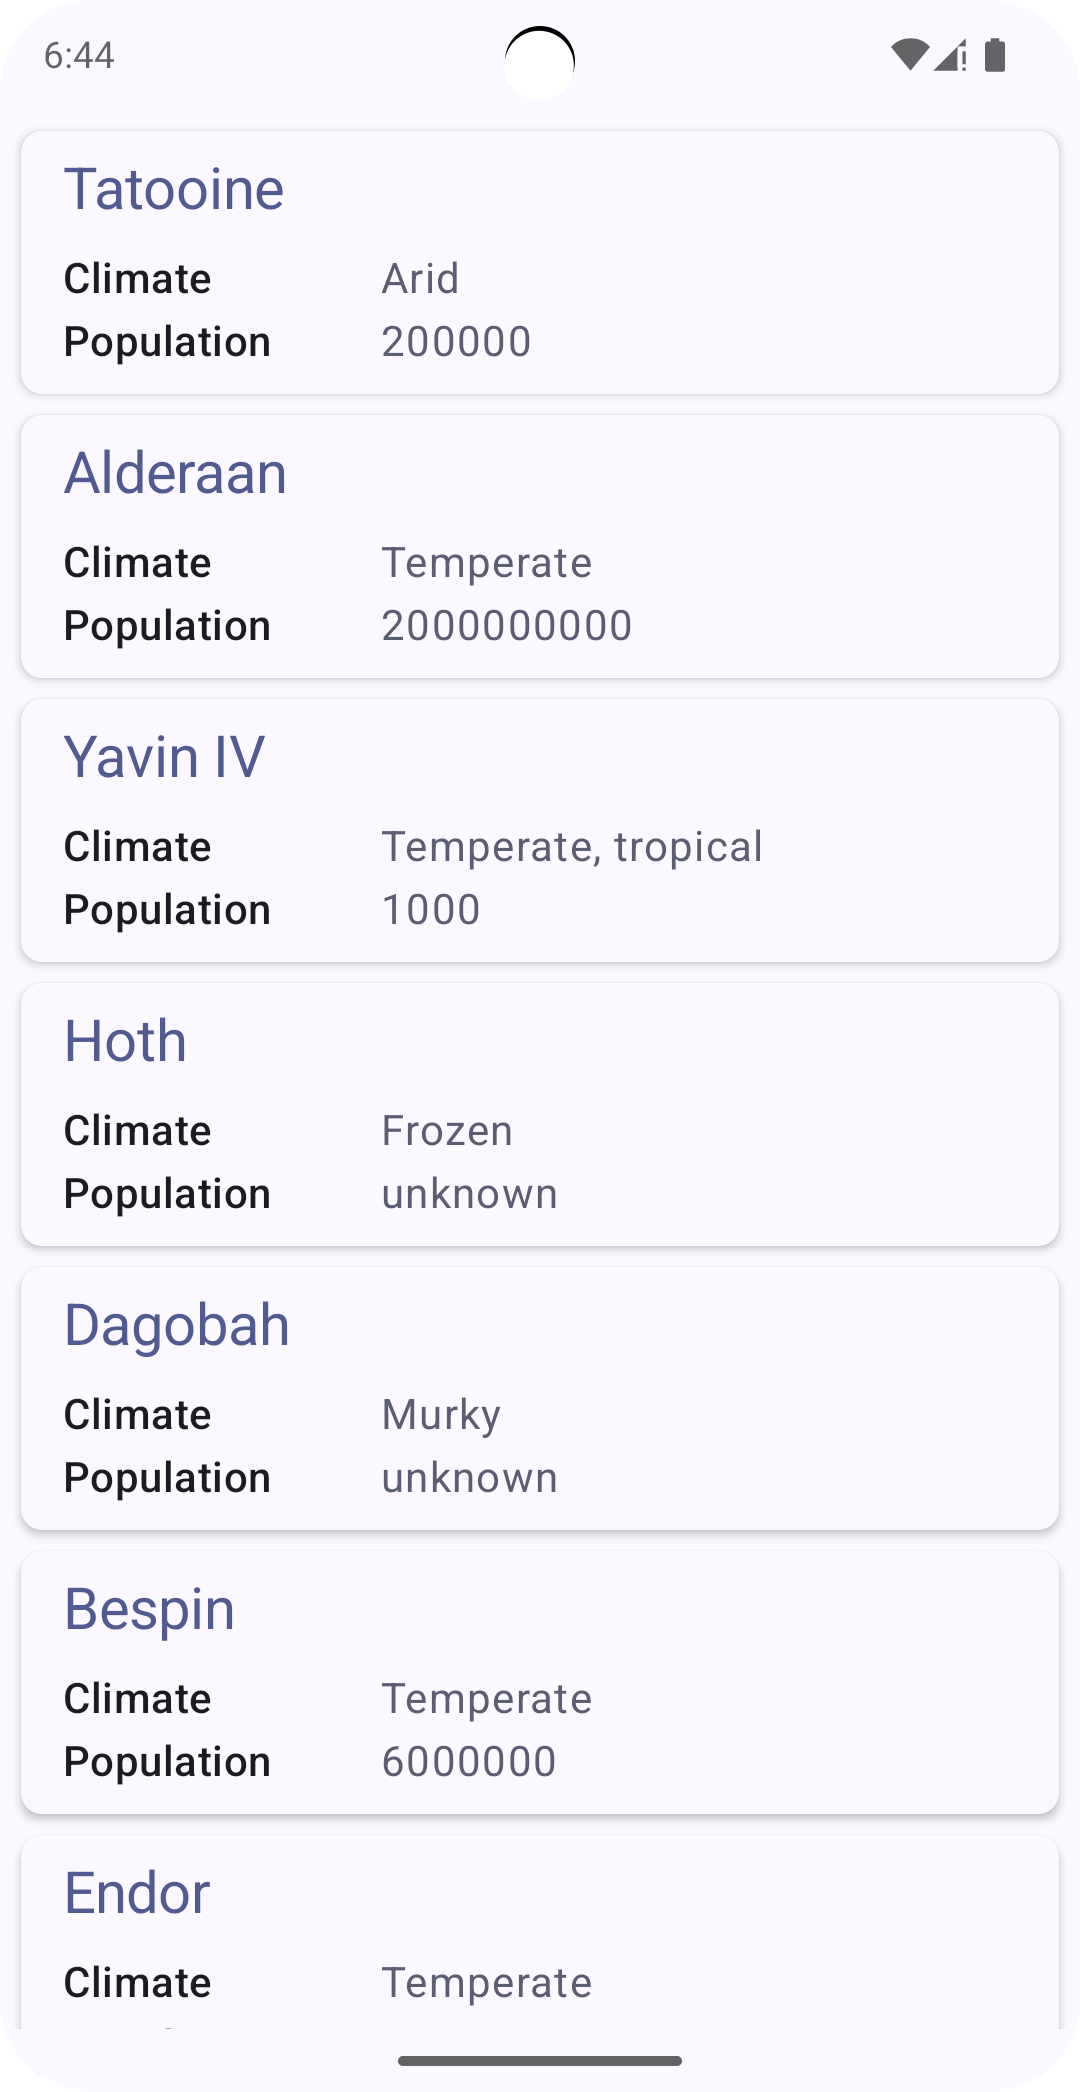 6:44
Tatooine
Climate Arid
Population 200000
Alderaan
Climate Temperate
Population 2000000000
Yavin IV
Climate Temperate, tropical
Population 1000
Hoth
Climate Frozen
Population unknown
Dagobah
Climate Murky
Population unknown
Bespin
Climate Temperate
Population 6000000
Endor
Climate Temperate